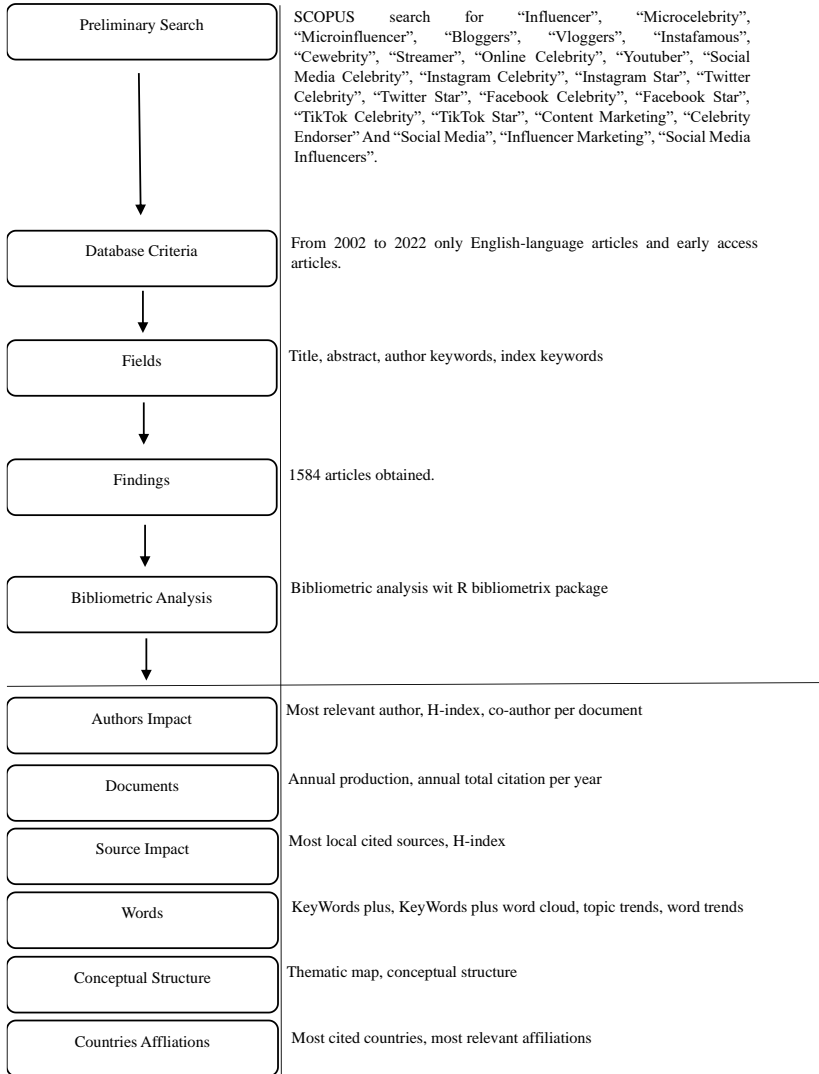 Preliminary Search
SCOPUS search for “Influencer”, “Microcelebrity”,
“Microinfluencer”, “Bloggers”, “Vloggers”, “Instafamous”,
“Cewebrity”, “Streamer”, “Online Celebrity”, “Youtuber”, “Social
Media Celebrity”, “Instagram Celebrity”, “Instagram Star”, “Twitter
Celebrity”, “Twitter Star”, “Facebook Celebrity”, “Facebook Star”,
“TikTok Celebrity”, “TikTok Star”, “Content Marketing”, “Celebrity
Endorser” And “Social Media”, “Influencer Marketing”, “Social Media
Influencers”.
Database Criteria
From 2002 to 2022 only English-language articles and early access
articles.
Fields
Title, abstract, author keywords, index keywords
Findings
1584 articles obtained.
Bibliometric Analysis
Bibliometric analysis wit R bibliometrix package
Authors Impact
Most relevant author, H-index, co-author per document
Documents
Annual production, annual total citation per year
Source Impact
Most local cited sources, H-index
Words
KeyWords plus, KeyWords plus word cloud, topic trends, word trends
Conceptual Structure
Thematic map, conceptual structure
Countries Affliations
Most cited countries, most relevant affiliations